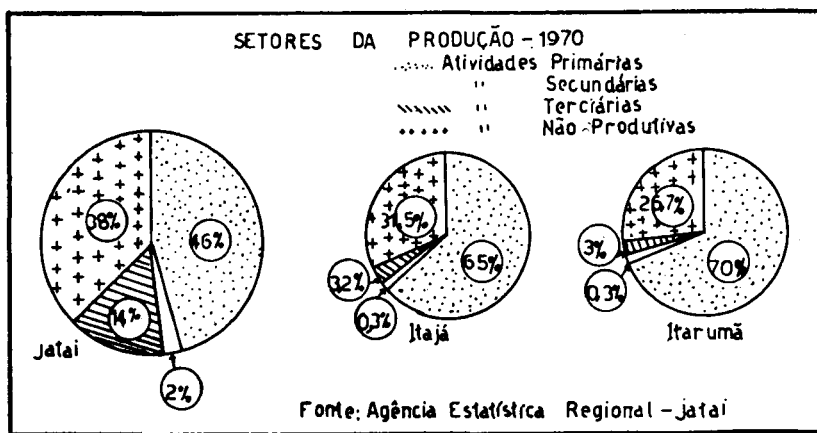 SETORES DA PRODUÇÃO - 1970
Atividades Primárias
" Secundárias
" Terciárias
" Não-Produtivas
38%
46%
14%
2%
Jataí
31,5%
65%
3,2%
0,3%
Itajá
26,7%
3%
70%
0,3%
Itarumã
Fonte: Agência Estatística Regional - jataí